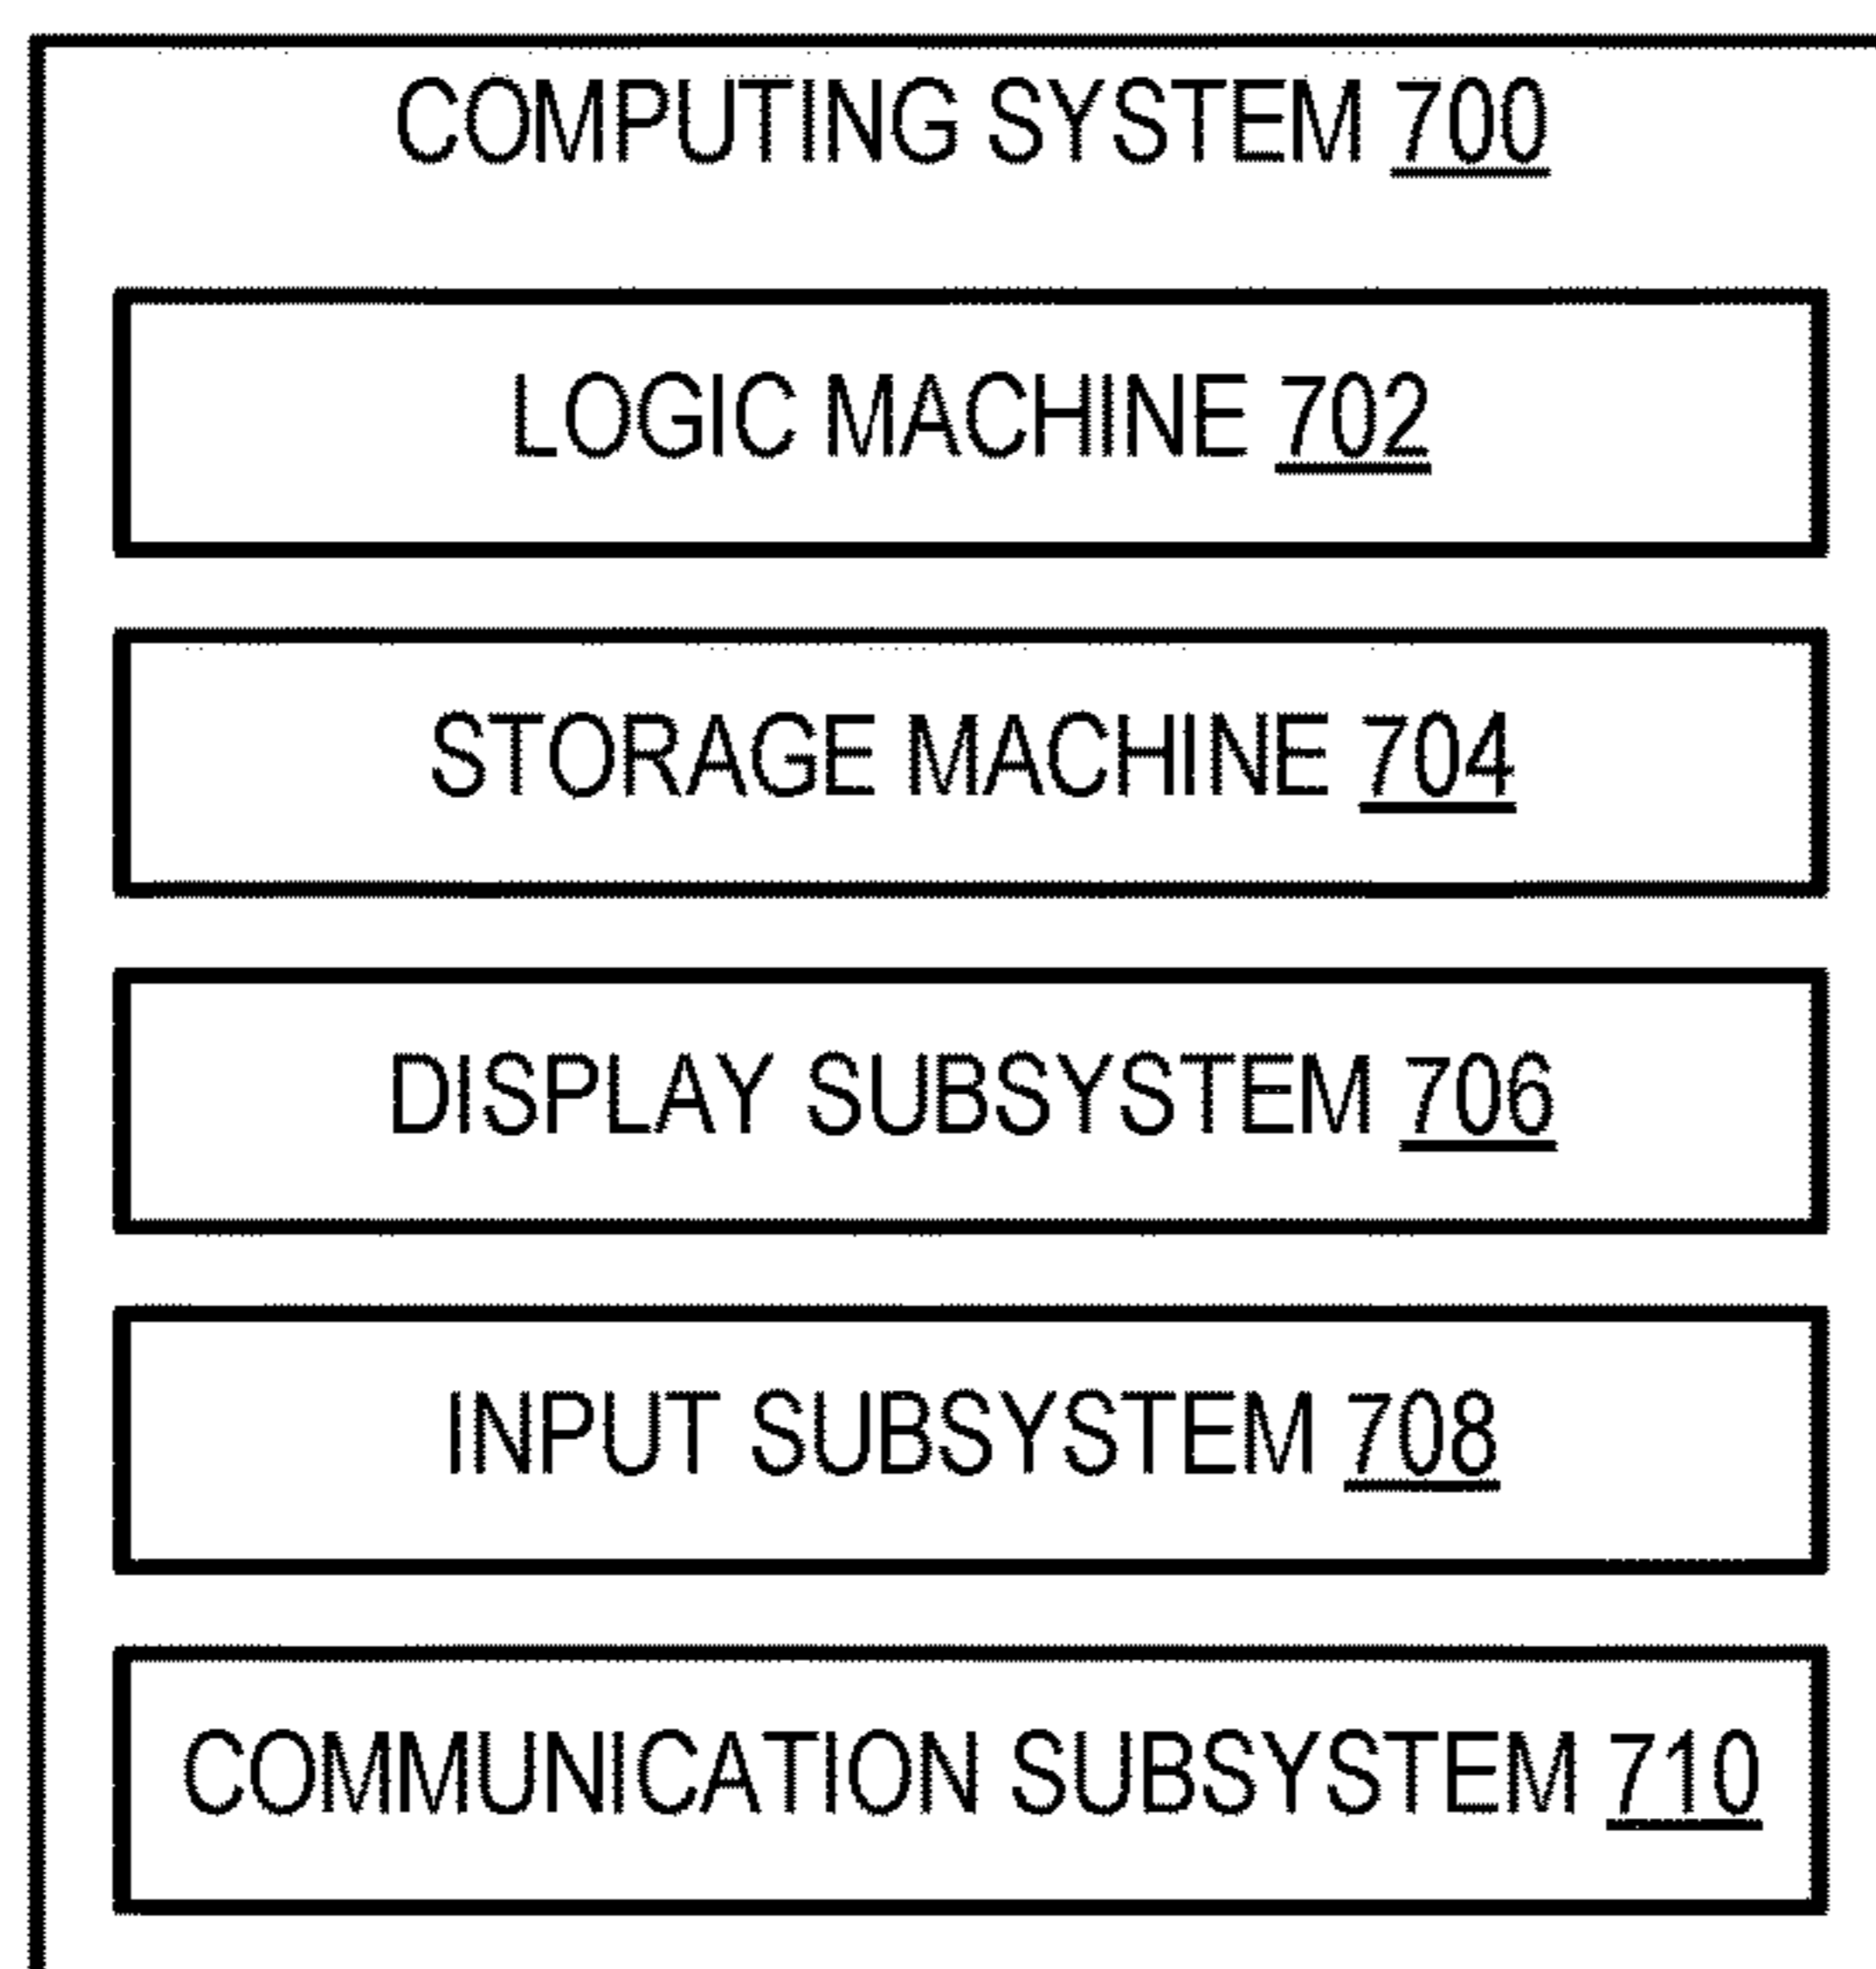 COMPUTING SYSTEM 700
LOGIC MACHINE 702
STORAGE MACHINE 704
DISPLAY SUBSYSTEM 706
INPUT SUBSYSTEM 708
COMMUNICATION SUBSYSTEM 710